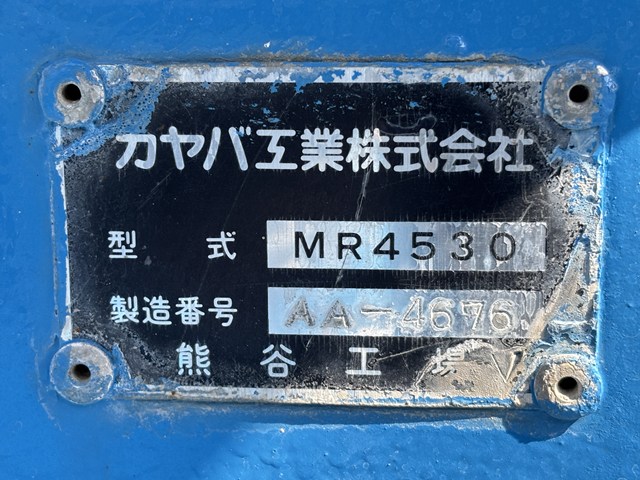 カヤバ工業株式会社
型式 MR4530
製造番号 AA-4676
熊谷工場